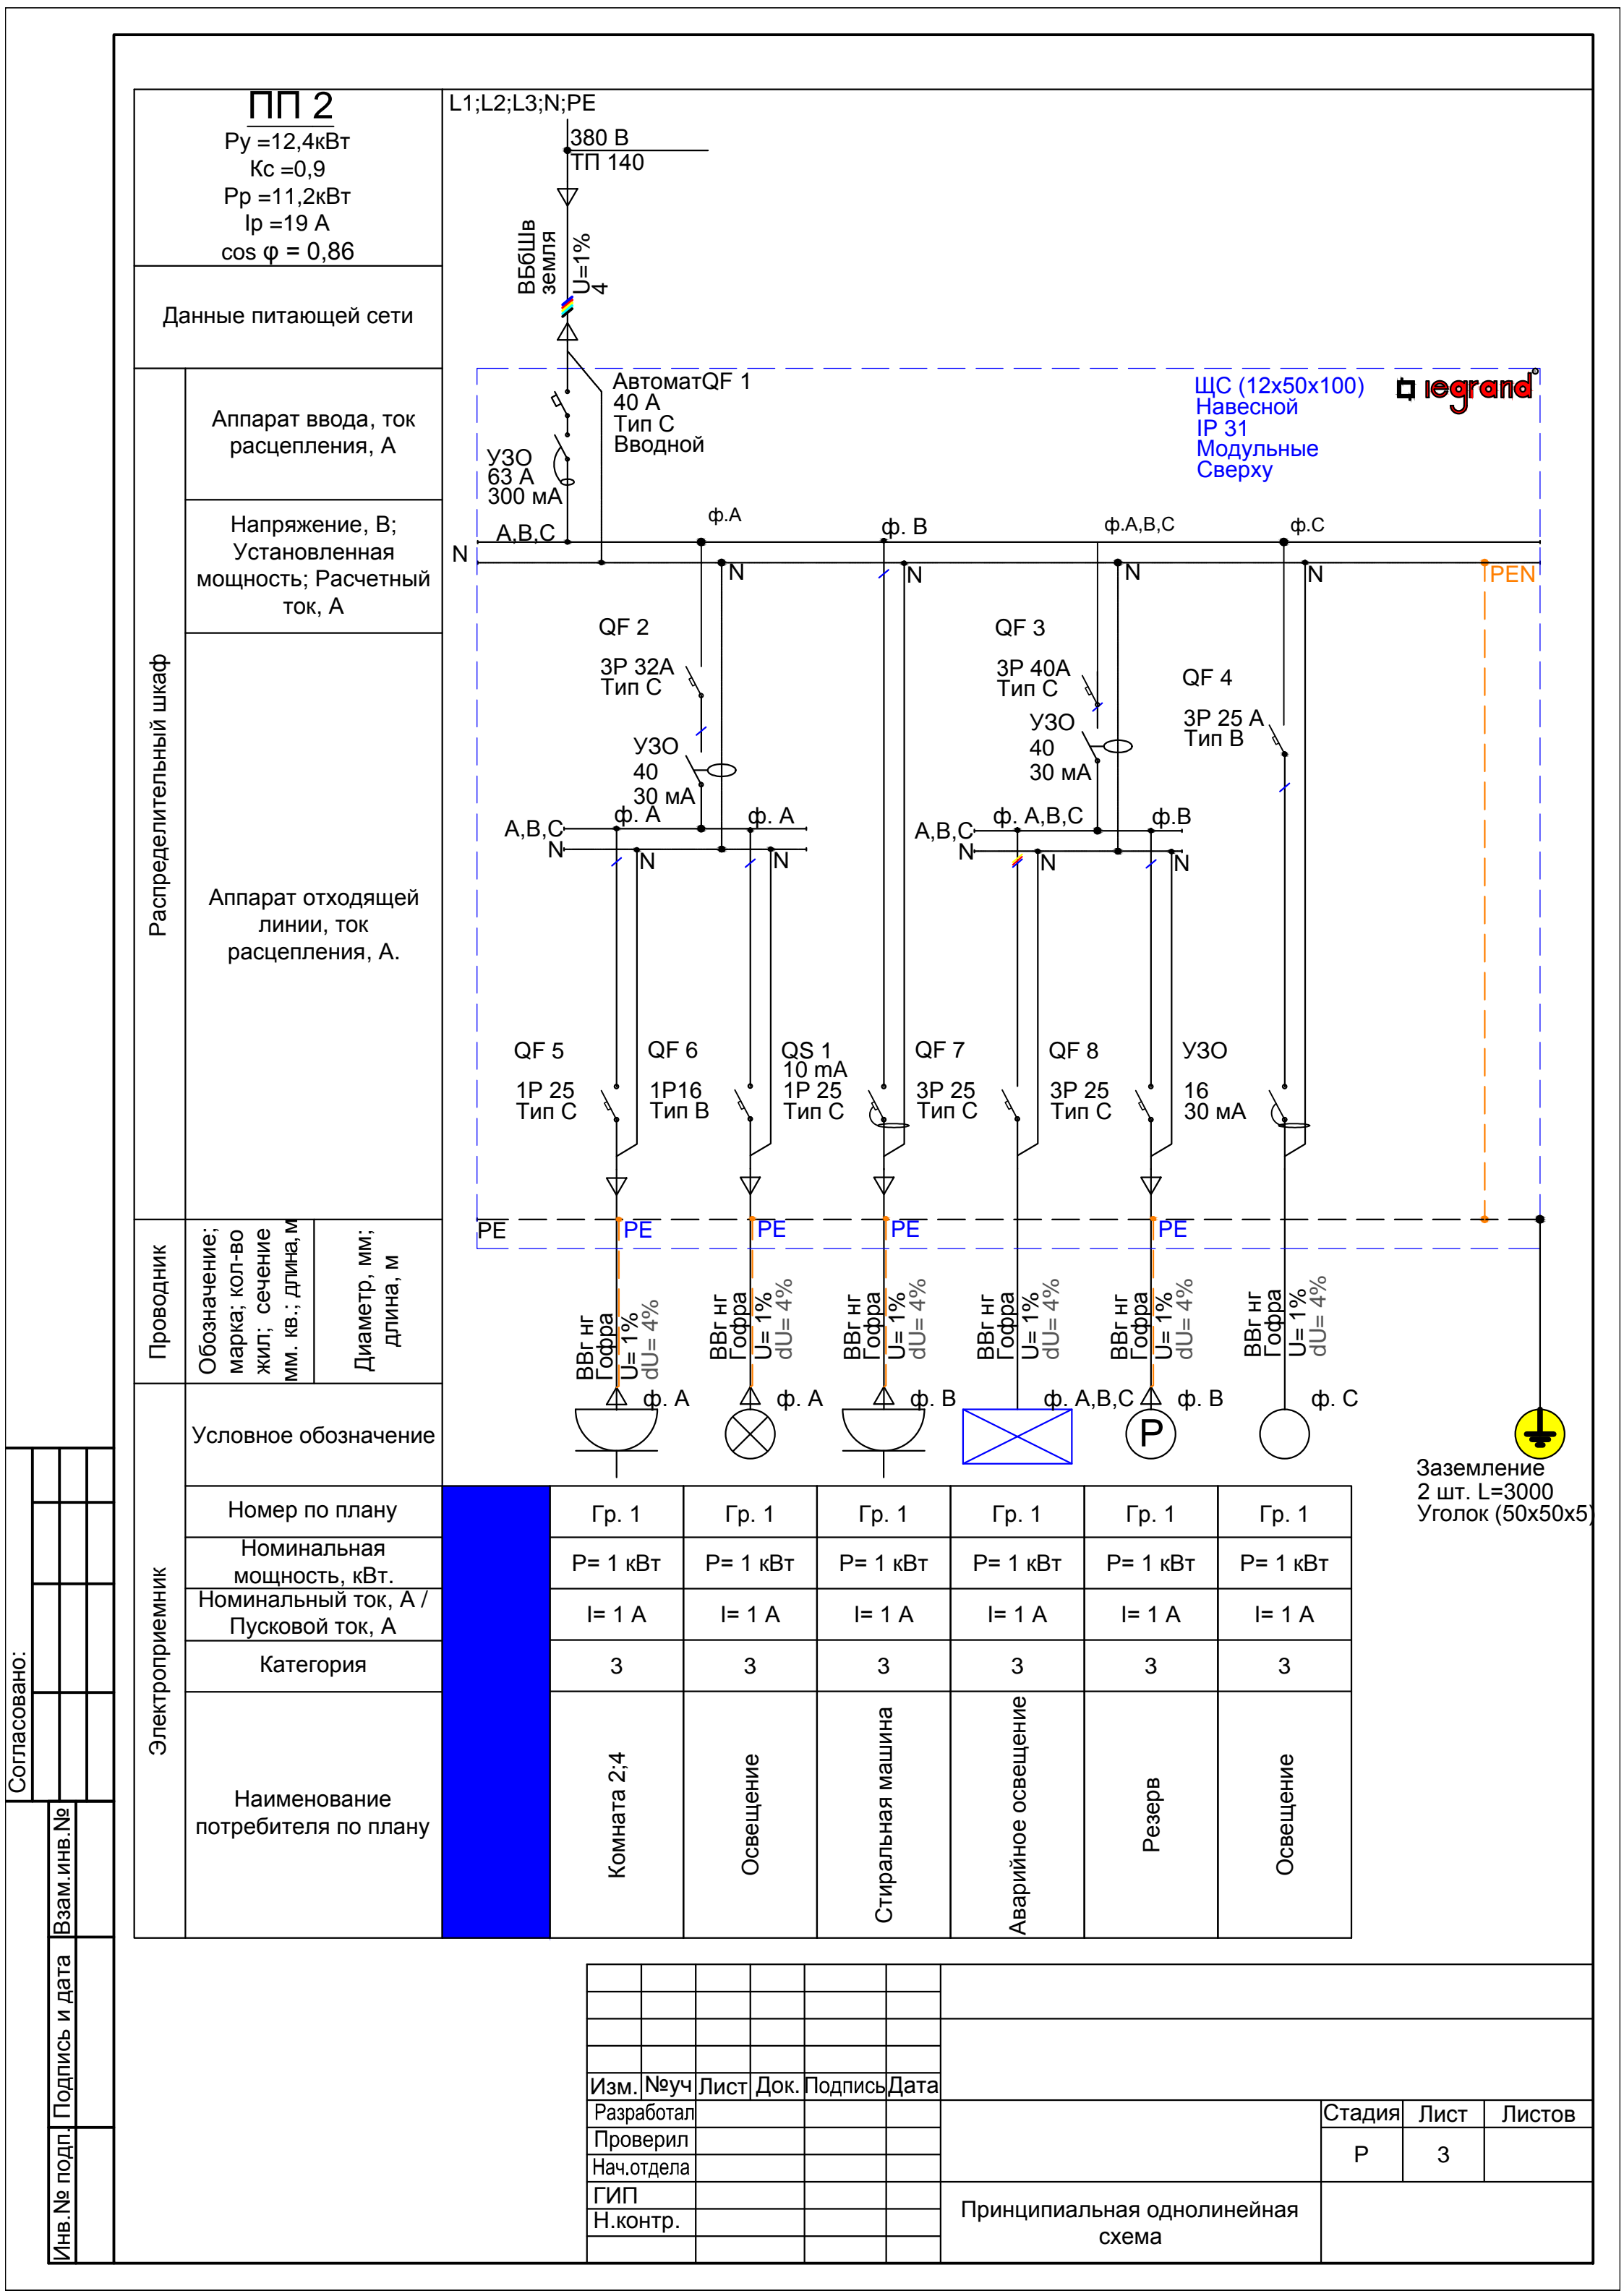 ПП 2
Ру =12,4кВт
Кс =0,9
Рр =11,2кВт
Iр =19 А
cos φ = 0,86
L1;L2;L3;N;PE
380 В
ТП 140
ВБбШв
земля
U=1%
4
Данные питающей сети
Распределительный шкаф
Аппарат ввода, ток
расцепления, А
АвтоматQF 1
40 А
Тип С
Вводной
УЗО
63 А
300 мА
ЩС (12х50х100)
Навесной
IP 31
Модульные
Сверху
legrand
Напряжение, В;
Установленная
мощность; Расчетный
ток, А
A,B,C
N
ф.А
ф. В
ф.А,В,С
ф.С
N
N
N
N
PEN
Аппарат отходящей
линии, ток
расцепления, А.
QF 2
3P 32А
Тип С
УЗО
40
30 мА
QF 3
3P 40А
Тип С
УЗО
40
30 мА
QF 4
3P 25 А
Тип В
A,B,C
N
ф. А
ф. А
N
N
A,B,C
N
ф. А,В,С
ф.В
N
N
QF 5
1P 25
Тип С
QF 6
1P16
Тип В
QS 1
10 mA
1P 25
Тип С
QF 7
3P 25
Тип С
QF 8
3P 25
Тип С
УЗО
16
30 мА
PE
PE
PE
PE
PE
Проводник
Обозначение;
марка; кол-во
жил; сечение
мм. кв.; длина,м
Диаметр, мм;
длина, м
ВВг нг
Гофра
U= 1%
dU= 4%
ВВг нг
Гофра
U= 1%
dU= 4%
ВВг нг
Гофра
U= 1%
dU= 4%
ВВг нг
Гофра
U= 1%
dU= 4%
ВВг нг
Гофра
U= 1%
dU= 4%
ВВг нг
Гофра
U= 1%
dU= 4%
Условное обозначение
ф. А
ф. А
ф. В
ф. А,В,С
Р
ф. В
ф. С
Заземление
2 шт. L=3000
Уголок (50х50х5)
Электроприемник
Номер по плану
Гр. 1
Гр. 1
Гр. 1
Гр. 1
Гр. 1
Гр. 1
Номинальная
мощность, кВт.
P= 1 кВт
P= 1 кВт
P= 1 кВт
P= 1 кВт
P= 1 кВт
P= 1 кВт
Номинальный ток, А /
Пусковой ток, А
I= 1 А
I= 1 А
I= 1 А
I= 1 А
I= 1 А
I= 1 А
Категория
3
3
3
3
3
3
Наименование
потребителя по плану
Комната 2;4
Освещение
Стиральная машина
Аварийное освещение
Резерв
Освещение
Согласовано:
Взам.инв.№
Подпись и дата
Инв.№ подп.
Изм.
№уч
Лист
Док.
Подпись
Дата
Разработал
Проверил
Нач.отдела
ГИП
Н.контр.
Стадия
Лист
Листов
Р
3
Принципиальная однолинейная
схема